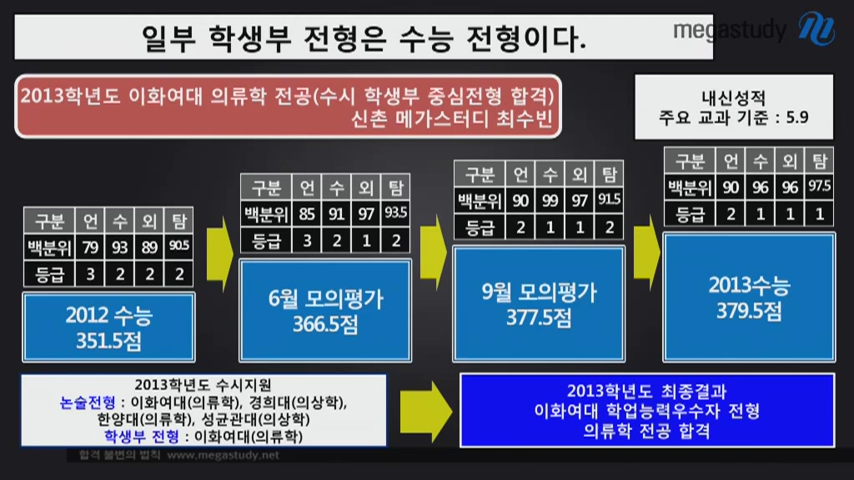 일부 학생부 전형은 수능 전형이다.
megastudy
2013학년도 이화여대 의류학 전공(수시 학생부 중심전형 합격)
신촌 메가스터디 최수빈
내신성적
주요 교과 기준 : 5.9
구분 언 수 외 탐
백분위 79 93 89 90.5
등급 3 2 2 2
2012 수능
351.5점
구분 언 수 외 탐
백분위 85 91 97 93.5
등급 3 2 1 2
6월 모의평가
366.5점
구분 언 수 외 탐
백분위 90 99 97 91.5
등급 2 1 1 2
9월 모의평가
377.5점
구분 언 수 외 탐
백분위 90 96 96 97.5
등급 2 1 1 1
2013수능
379.5점
2013학년도 수시지원
논술전형 : 이화여대(의류학), 경희대(의상학),
한양대(의류학), 성균관대(의상학)
학생부 전형 : 이화여대(의류학)
2013학년도 최종결과
이화여대 학업능력우수자 전형
의류학 전공 합격
합격 불변의 법칙 www.megastudy.net